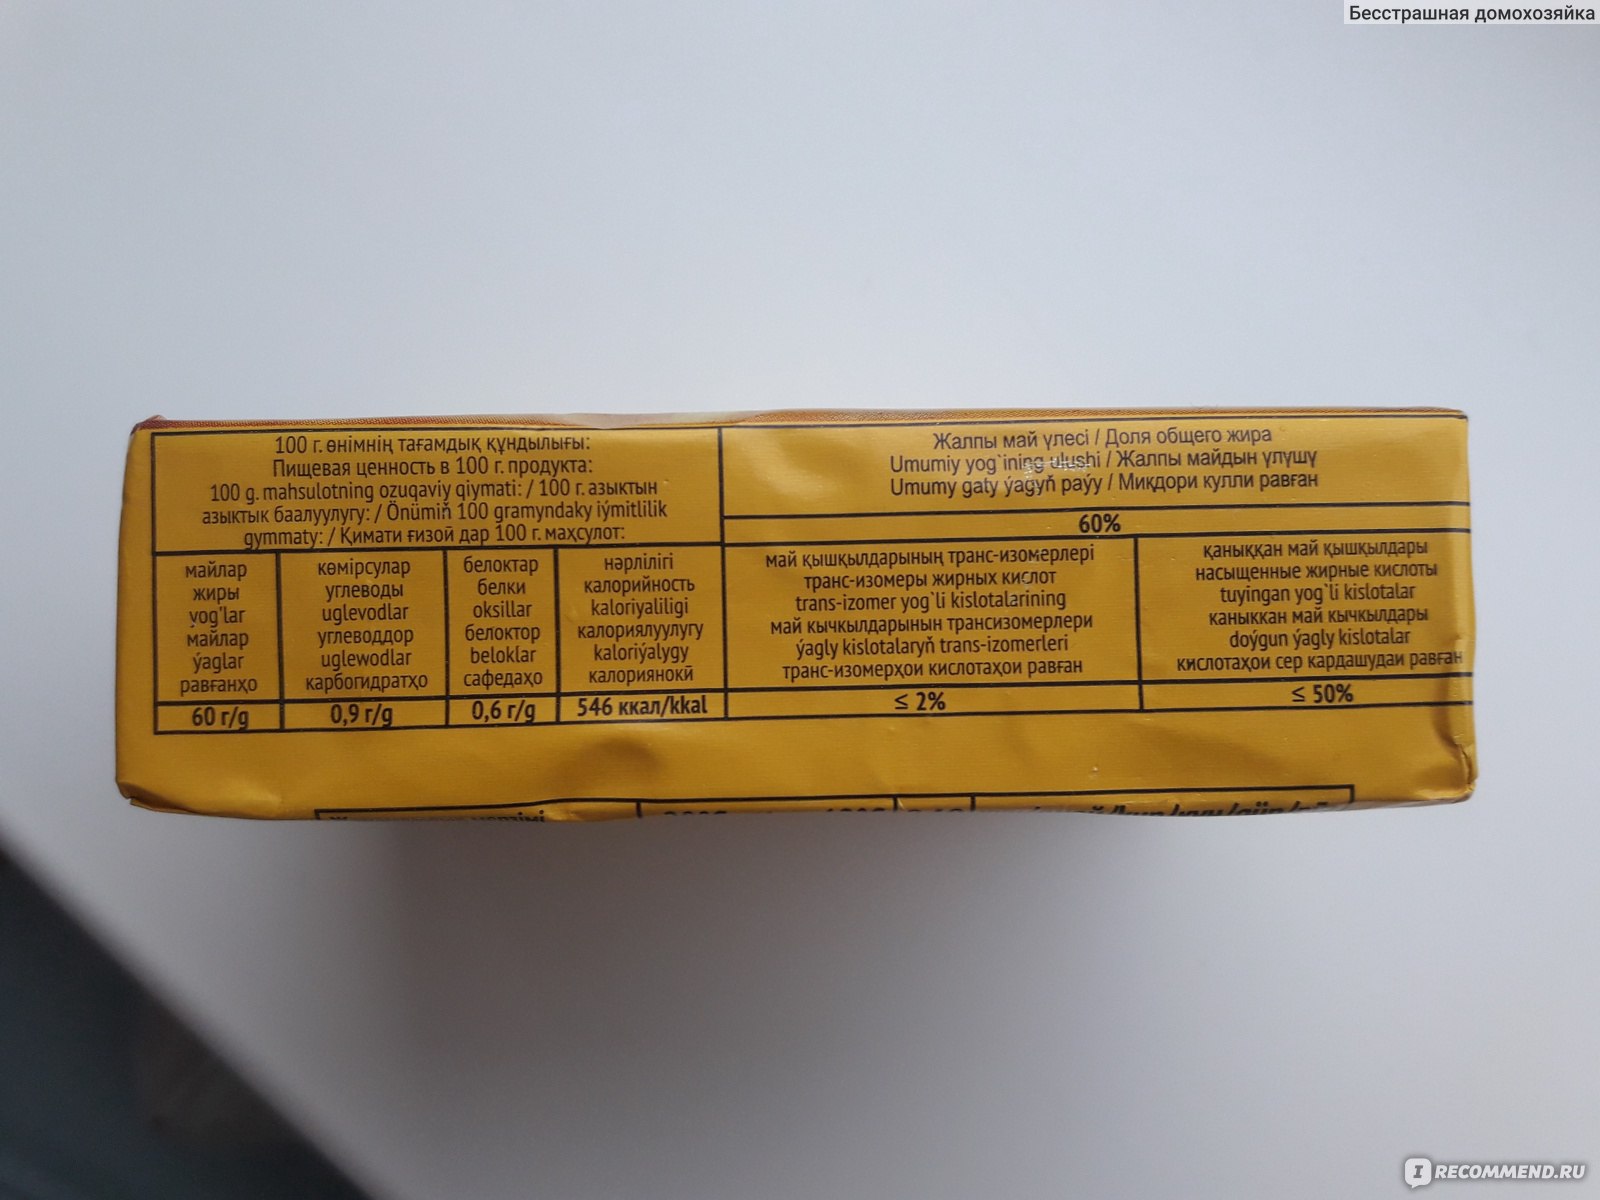 Бесстрашная домохозяйка
100 г. өнімнің тағамдық құндылығы:
Пищевая ценность в 100 г. продукта:
100 g. mahsulotning ozuqaviy qiymati: / 100 г. азыктын
азыктык баалуулугу: / Önümiň 100 gramyndaky iýmitlilik
gymmaty: / Қимати ғизой дар 100 г. маҳсулот:
майлар
жиры
yog'lar
майлар
ýaglar
равғанҳо
60 г/g
көмірсулар
углеводы
uglevodlar
углеводдор
uglewodlar
карбогидратҳо
0,9 г/g
белоктар
белки
oksillar
белоктор
beloklar
сафедаҳо
0,6 г/g
нәрлілігі
калорийность
kaloriyaliligi
калориялуулугу
kaloriýalygy
калориянокӣ
546 ккал/kkal
Жалпы май үлесі / Доля общего жира
Umumiy yog`ining ulushi / Жалпы майдын үлүшү
Umumy gaty ýagyň paýy / Миқдори кулли равған
60%
май қышқылдарының транс-изомерлері
транс-изомеры жирных кислот
trans-izomer yog`li kislotalarining
май кычкылдарынын трансизомерлери
ýagly kislotalaryň trans-izomerleri
транс-изомерҳои кислотаҳои равған
≤ 2%
қаныққан май қышқылдары
насыщенные жирные кислоты
tuyingan yog`li kislotalar
каныккан май кычкылдары
doýgun ýagly kislotalar
кислотаҳои сер кардашудаи равған
≤ 50%
IRECOMMEND.RU